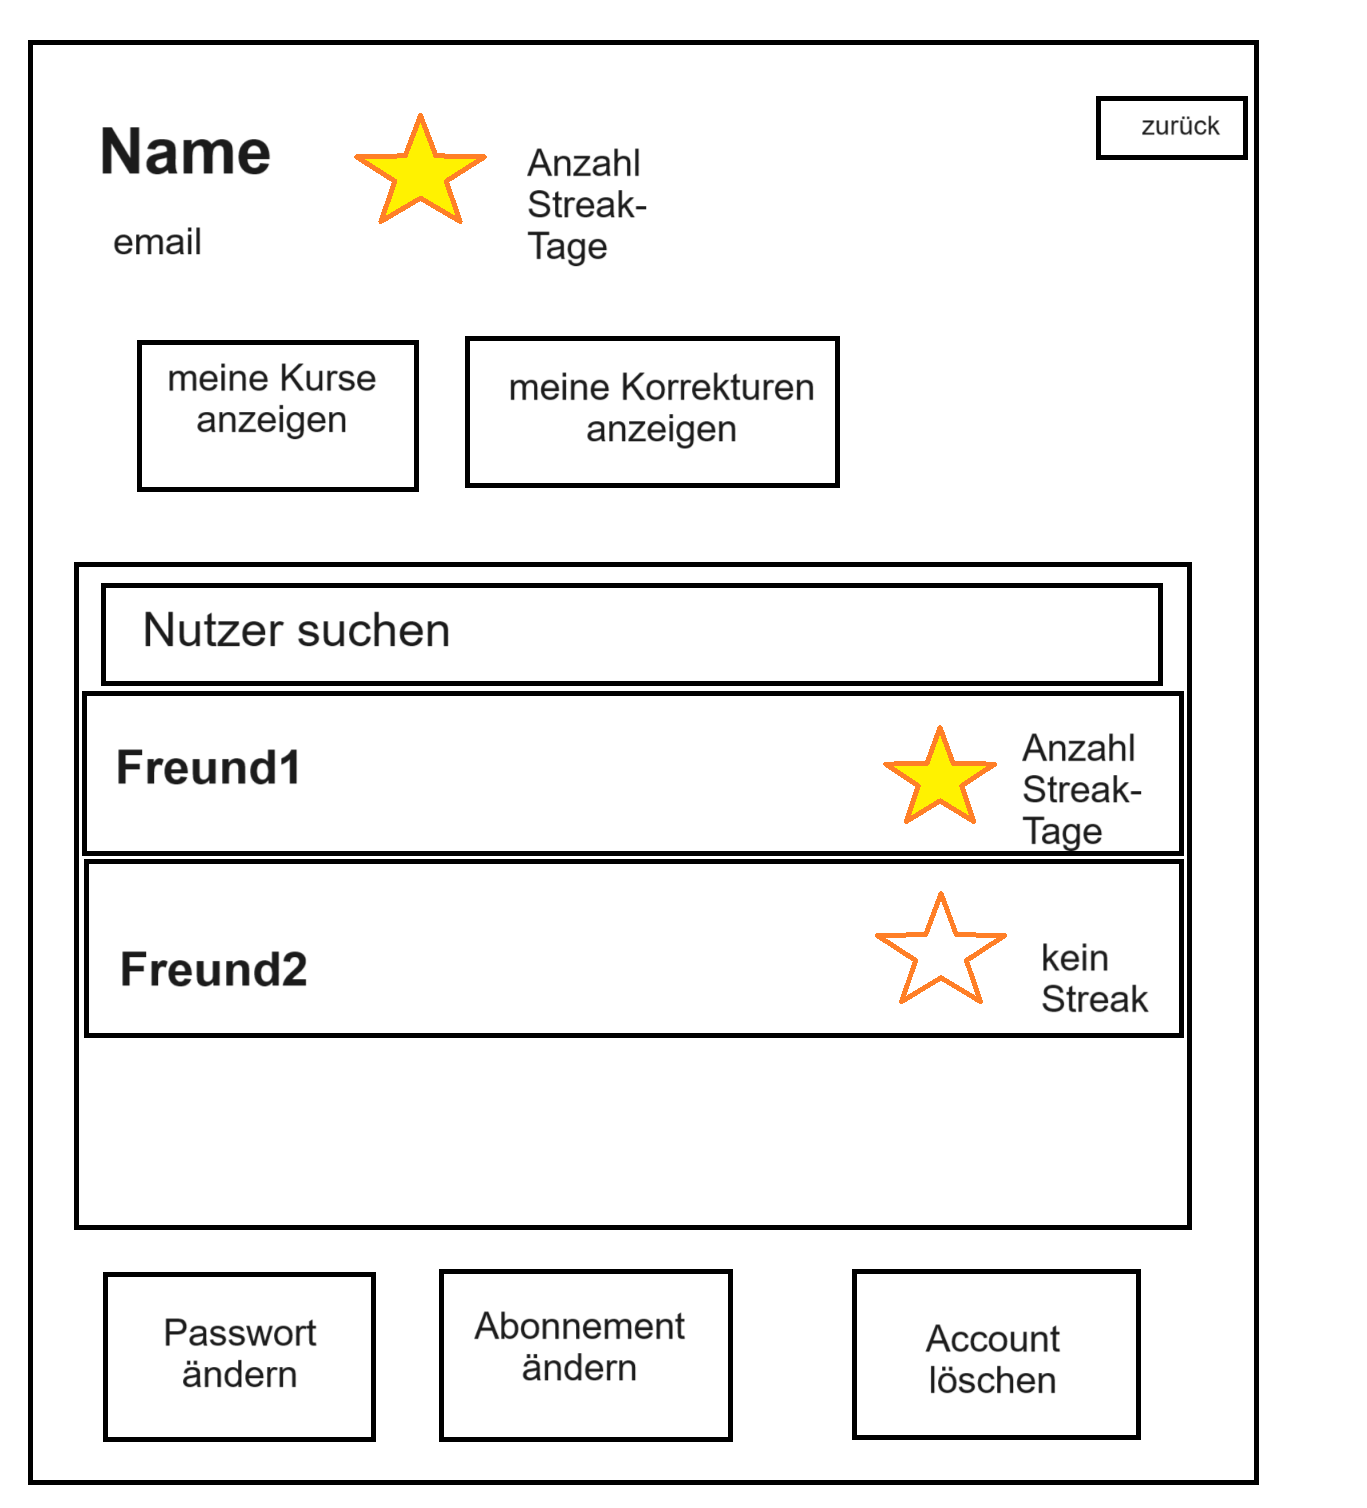 Name
Anzahl
Streak-
Tage
zurück
email
meine Kurse
anzeigen
meine Korrekturen
anzeigen
Nutzer suchen
Freund1
Anzahl
Streak-
Tage
Freund2
kein
Streak
Passwort
ändern
Abonnement
ändern
Account
löschen